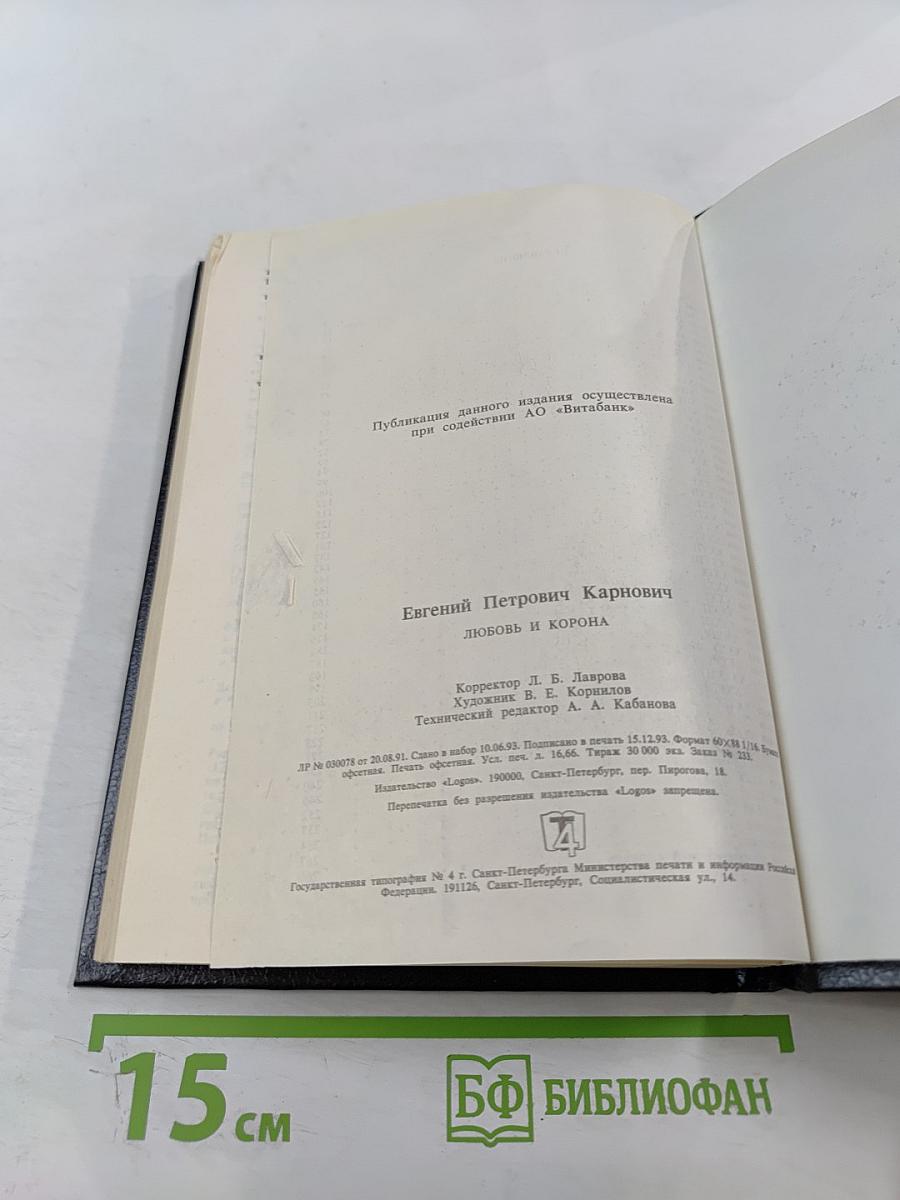 Публикация данного издания осуществлена
при содействии АО «Витабанк»
Евгений Петрович Карнович
ЛЮБОВЬ И КОРОНА
Корректор Л. Б. Лаврова
Художник В. Е. Корнилов
Технический редактор А. А. Кабанова
ЛР № 030078 от 20.08.91. Сдано в набор 10.06.93. Подписано в печать 15.12.93. Формат 60×88 1/16.
офсетная. Печать офсетная. Усл. печ. л. 16,66. Тираж 30 000 экз. Заказ № 233.
Издательство «Logos». 190000, Санкт-Петербург, пер. Пирогова, 18.
Перепечатка без разрешения издательства «Logos» запрещена.
Т4
Государственная типография № 4 г. Санкт-Петербурга Министерства печати и информации
Федерации. 191126, Санкт-Петербург, Социалистическая ул., 14.
15 см
БФ БИБЛИОФАН